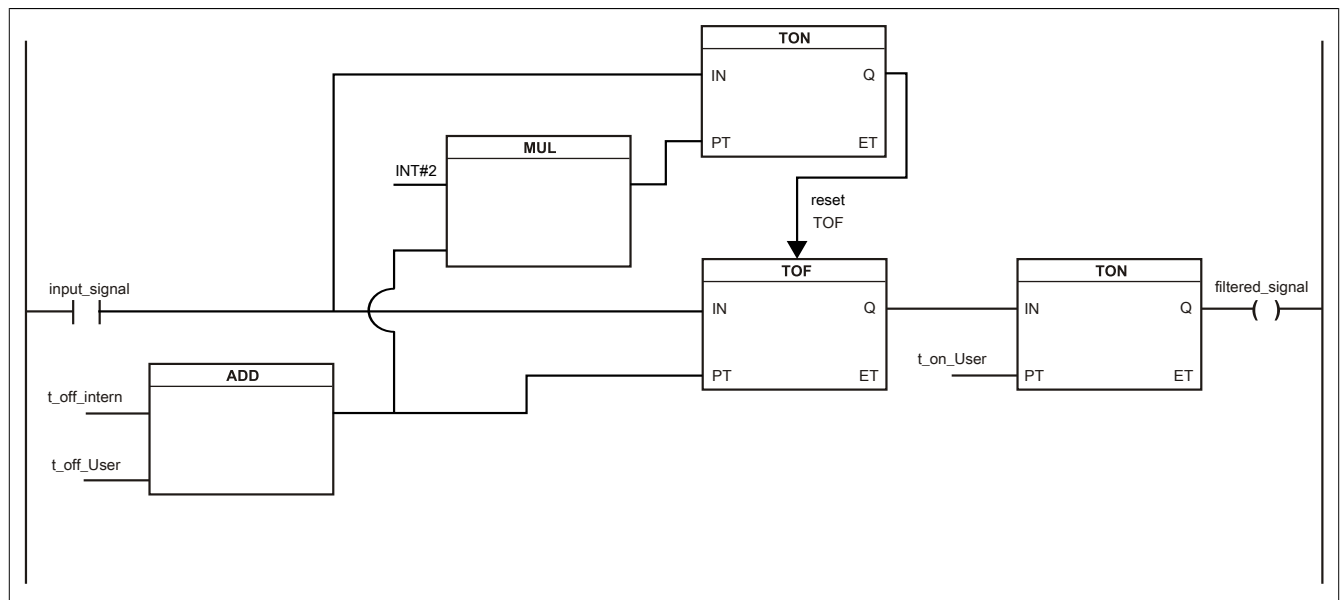 TON
IN
Q
PT
ET
MUL
INT#2
reset
TOF
input_signal
TOF
IN
Q
PT
ET
TON
IN
Q
t_on_User
PT
ET
filtered_signal
ADD
t_off_intern
t_off_User